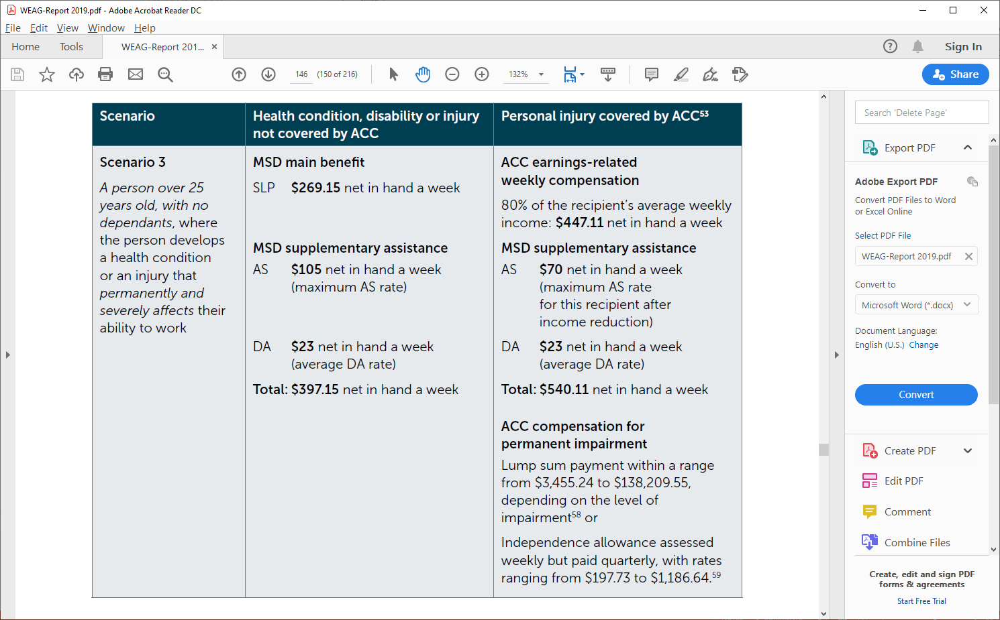 WEAG-Report 2019.pdf - Adobe Acrobat Reader DC
File Edit View Window Help
Home Tools WEAG-Report 201... × Sign In
146 (150 of 216) 132% Share
Scenario
Health condition, disability or injury
not covered by ACC
Personal injury covered by ACC53
Scenario 3
A person over 25
years old, with no
dependants, where
the person develops
a health condition
or an injury that
permanently and
severely affects their
ability to work
MSD main benefit
SLP $269.15 net in hand a week
MSD supplementary assistance
AS $105 net in hand a week
(maximum AS rate)
DA $23 net in hand a week
(average DA rate)
Total: $397.15 net in hand a week
ACC earnings-related
weekly compensation
80% of the recipient’s average weekly
income: $447.11 net in hand a week
MSD supplementary assistance
AS $70 net in hand a week
(maximum AS rate
for this recipient after
income reduction)
DA $23 net in hand a week
(average DA rate)
Total: $540.11 net in hand a week
ACC compensation for
permanent impairment
Lump sum payment within a range
from $3,455.24 to $138,209.55,
depending on the level of
impairment58 or
Independence allowance assessed
weekly but paid quarterly, with rates
ranging from $197.73 to $1,186.64.59
Search 'Delete Page'
Export PDF
Adobe Export PDF
Convert PDF Files to Word
or Excel Online
Select PDF File
WEAG-Report 2019.pdf
Convert to
Microsoft Word (*.docx)
Document Language:
English (U.S.) Change
Convert
Create PDF
Edit PDF
Comment
Combine Files
Create, edit and sign PDF
forms & agreements
Start Free Trial